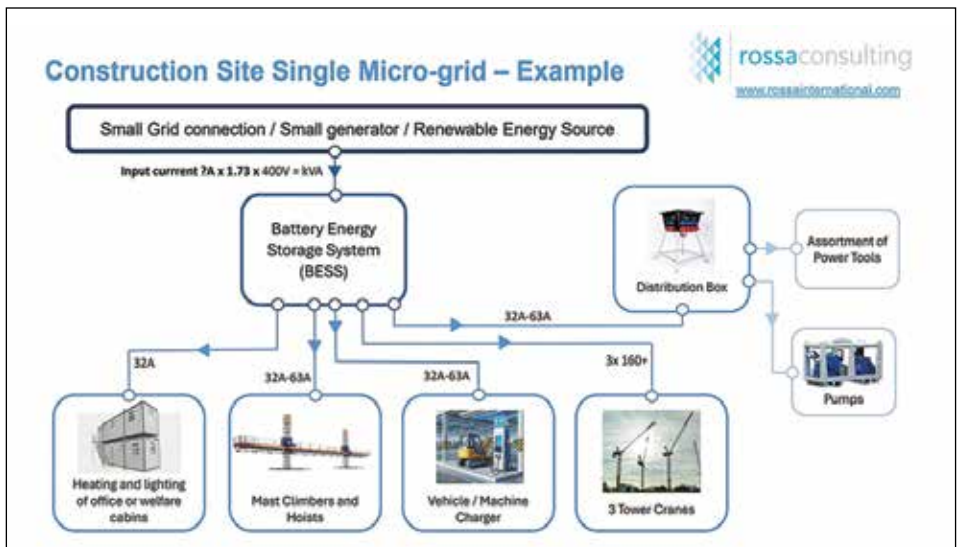 rossaconsulting
www.rossainternational.com
Construction Site Single Micro-grid – Example
Small Grid connection / Small generator / Renewable Energy Source
Input currrent ?A x 1.73 x 400V = kVA
Battery Energy
Storage System
(BESS)
Distribution Box
Assortment of
Power Tools
Pumps
32A-63A
32A
32A-63A
32A-63A
3x 160+
Heating and lighting
of office or welfare
cabins
Mast Climbers and
Hoists
Vehicle / Machine
Charger
3 Tower Cranes